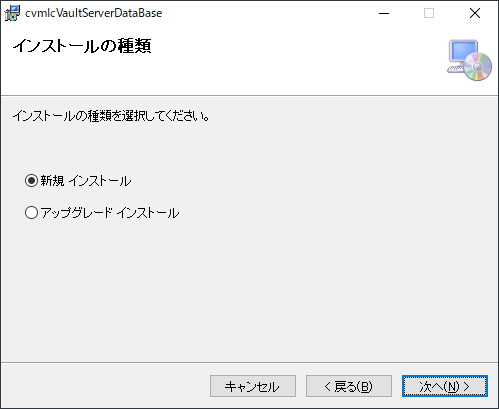 cvmlcVaultServerDataBase
インストールの種類
インストールの種類を選択してください。
新規 インストール
アップグレード インストール
キャンセル
< 戻る(B)
次へ(N) >